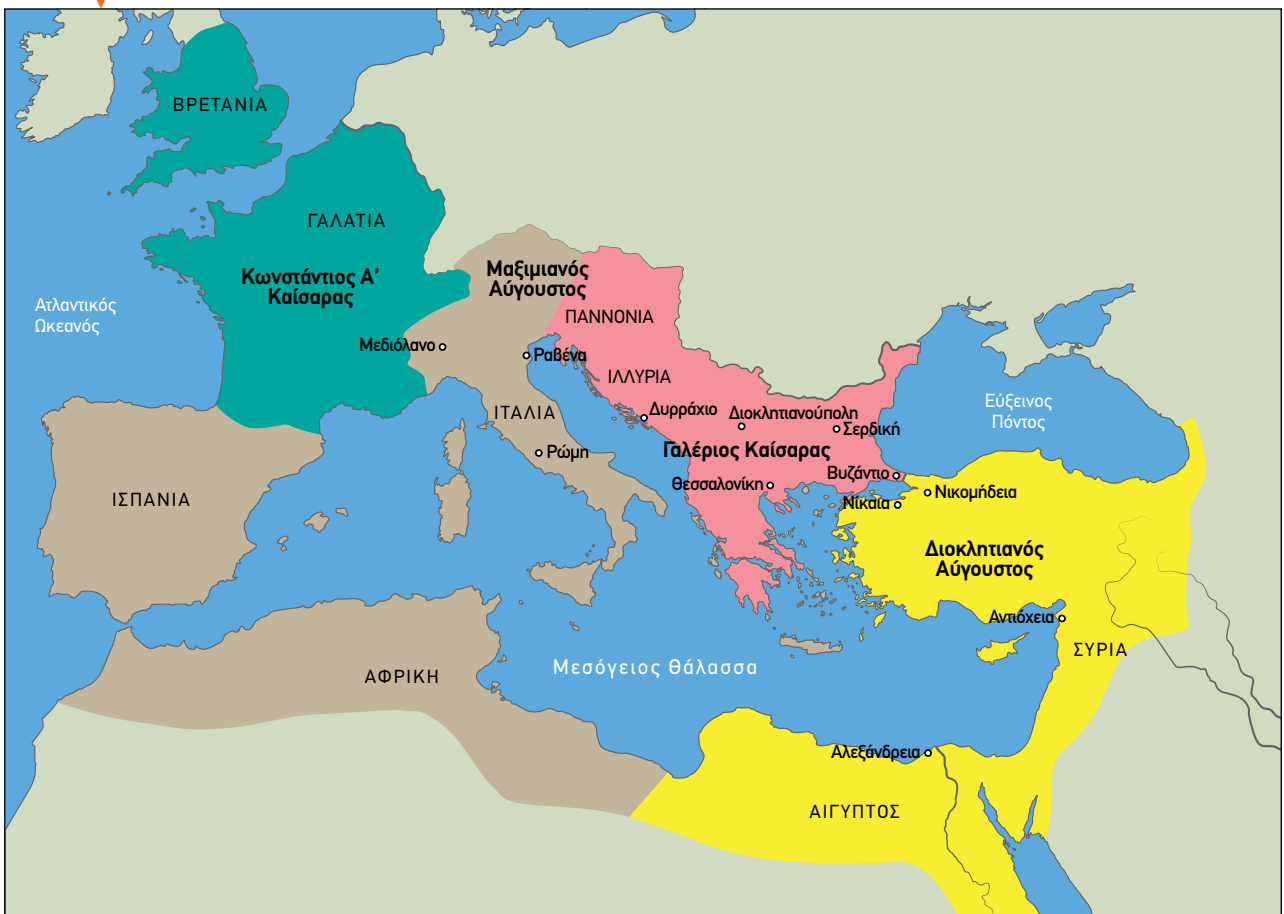 ΒΡΕΤΑΝΙΑ
ΓΑΛΑΤΙΑ
Κωνστάντιος Α'
Καίσαρας
Μαξιμιανός
Αύγουστος
Ατλαντικός
Ωκεανός
ΠΑΝΝΟΝΙΑ
Μεδιόλανο
Ραβένα
ΙΛΛΥΡΙΑ
ΙΤΑΛΙΑ
Δυρράχιο
Διοκλητιανούπολη
Σερδική
Εύξεινος
Πόντος
Ρώμη
Γαλέριος Καίσαρας
Βυζάντιο
Θεσσαλονίκη
Νικομήδεια
Νίκαια
ΙΣΠΑΝΙΑ
Διοκλητιανός
Αύγουστος
Αντιόχεια
ΣΥΡΙΑ
ΑΦΡΙΚΗ
Μεσόγειος θάλασσα
Αλεξάνδρεια
ΑΙΓΥΠΤΟΣ